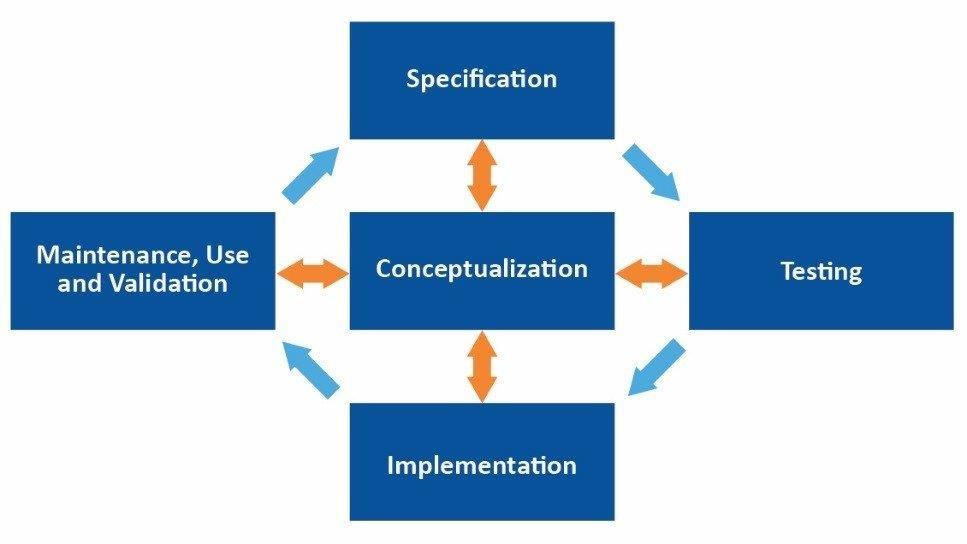 Specification
Maintenance, Use
and Validation
Conceptualization
Testing
Implementation